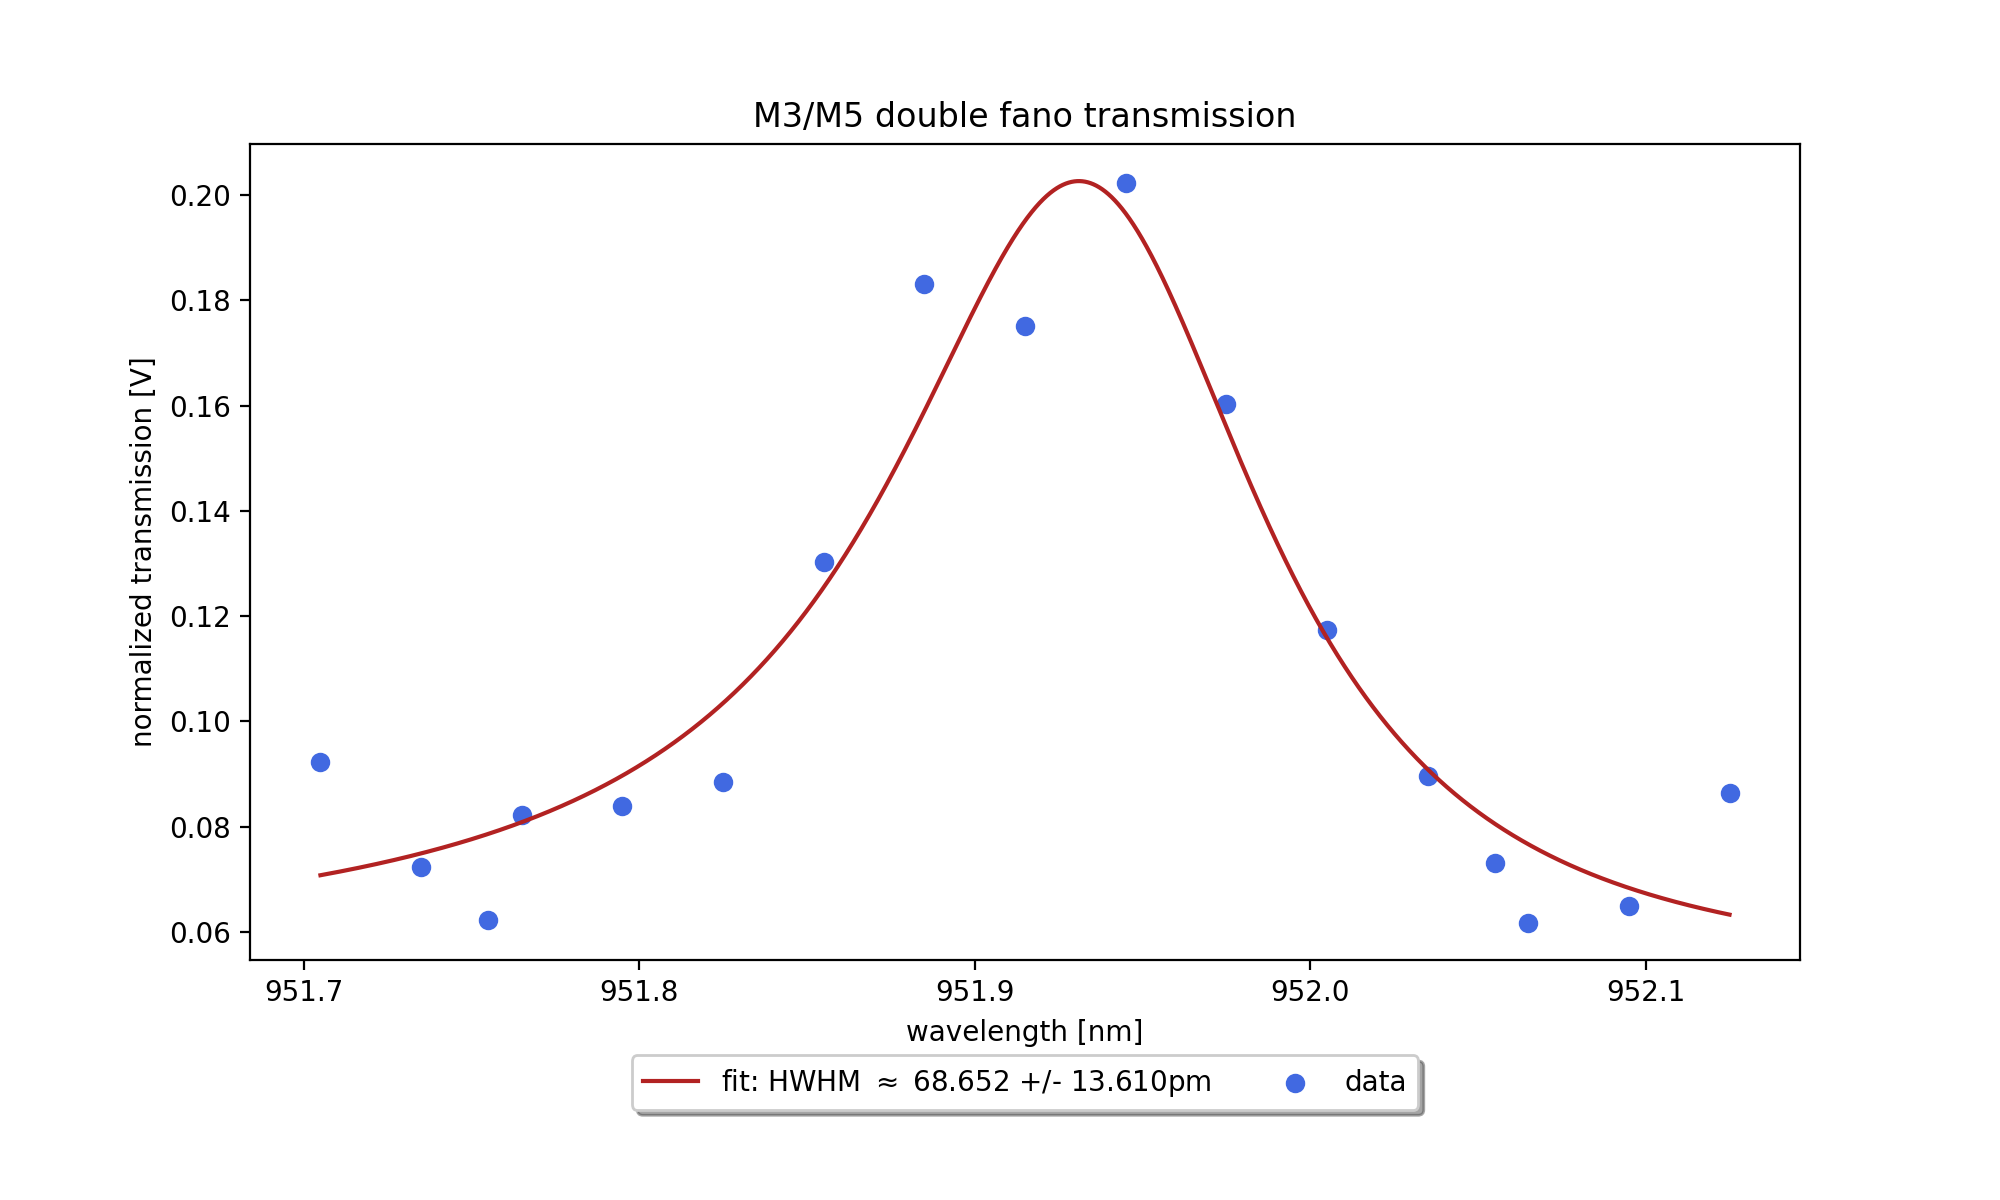 M3/M5 double fano transmission
normalized transmission [V]
0.20
0.18
0.16
0.14
0.12
0.10
0.08
0.06
951.7 951.8 951.9 952.0 952.1
wavelength [nm]
fit: HWHM ≈ 68.652 +/- 13.610pm data